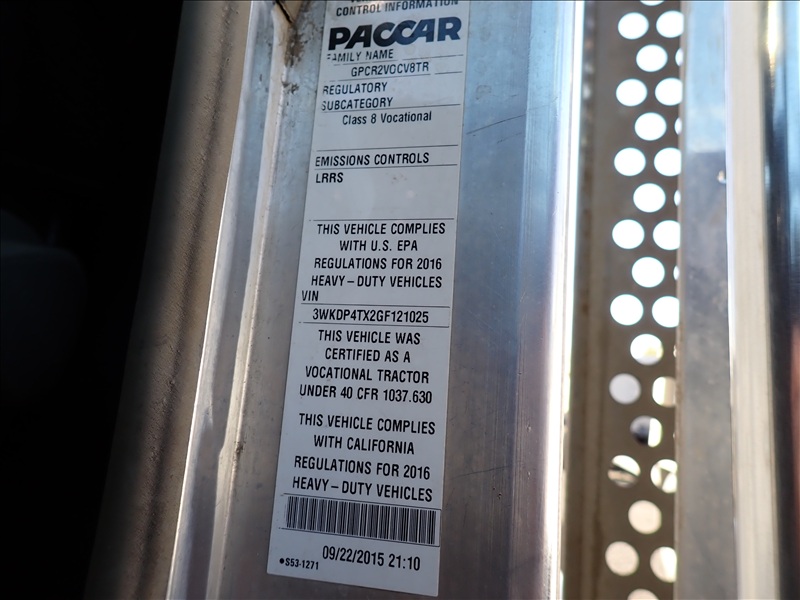 CONTROL INFORMATION
PACCAR
FAMILY NAME
GPCR2VOCV8TR
REGULATORY
SUBCATEGORY
Class 8 Vocational
EMISSIONS CONTROLS
LRRS
THIS VEHICLE COMPLIES
WITH U.S. EPA
REGULATIONS FOR 2016
HEAVY – DUTY VEHICLES
VIN
3WKDP4TX2GF121025
THIS VEHICLE WAS
CERTIFIED AS A
VOCATIONAL TRACTOR
UNDER 40 CFR 1037.630
THIS VEHICLE COMPLIES
WITH CALIFORNIA
REGULATIONS FOR 2016
HEAVY – DUTY VEHICLES
09/22/2015 21:10
●S53-1271